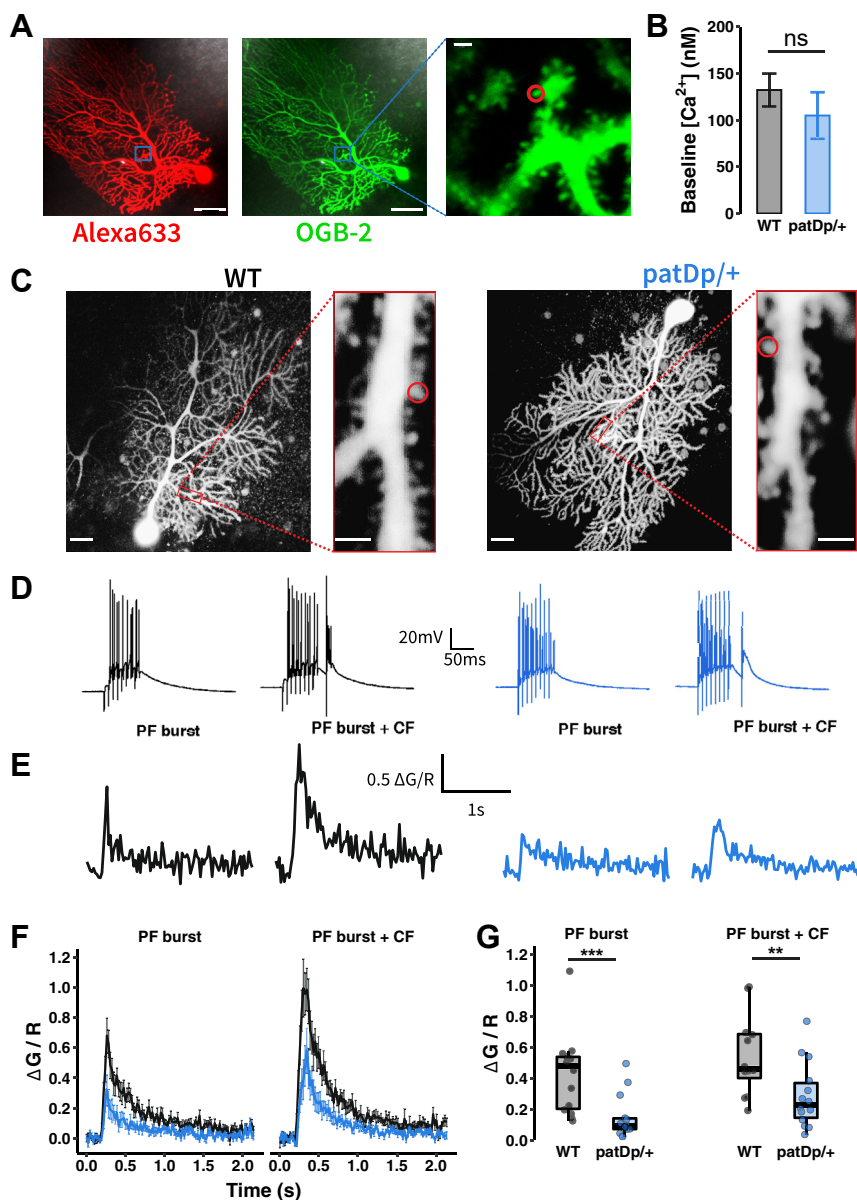 A
Alexa633
OGB-2
B
Baseline [Ca2+] (nM)
200
150
100
50
0
ns
WT
patDp/+
C
WT
patDp/+
D
PF burst
PF burst + CF
20mV
50ms
PF burst
PF burst + CF
E
0.5 ΔG/R
1s
F
PF burst
PF burst + CF
ΔG / R
1.2
1.0
0.8
0.6
0.4
0.2
0.0
0.0
0.5
1.0
1.5
2.0
0.0
0.5
1.0
1.5
2.0
Time (s)
G
PF burst
PF burst + CF
ΔG / R
1.2
1.0
0.8
0.6
0.4
0.2
0.0
***
**
WT
patDp/+
WT
patDp/+